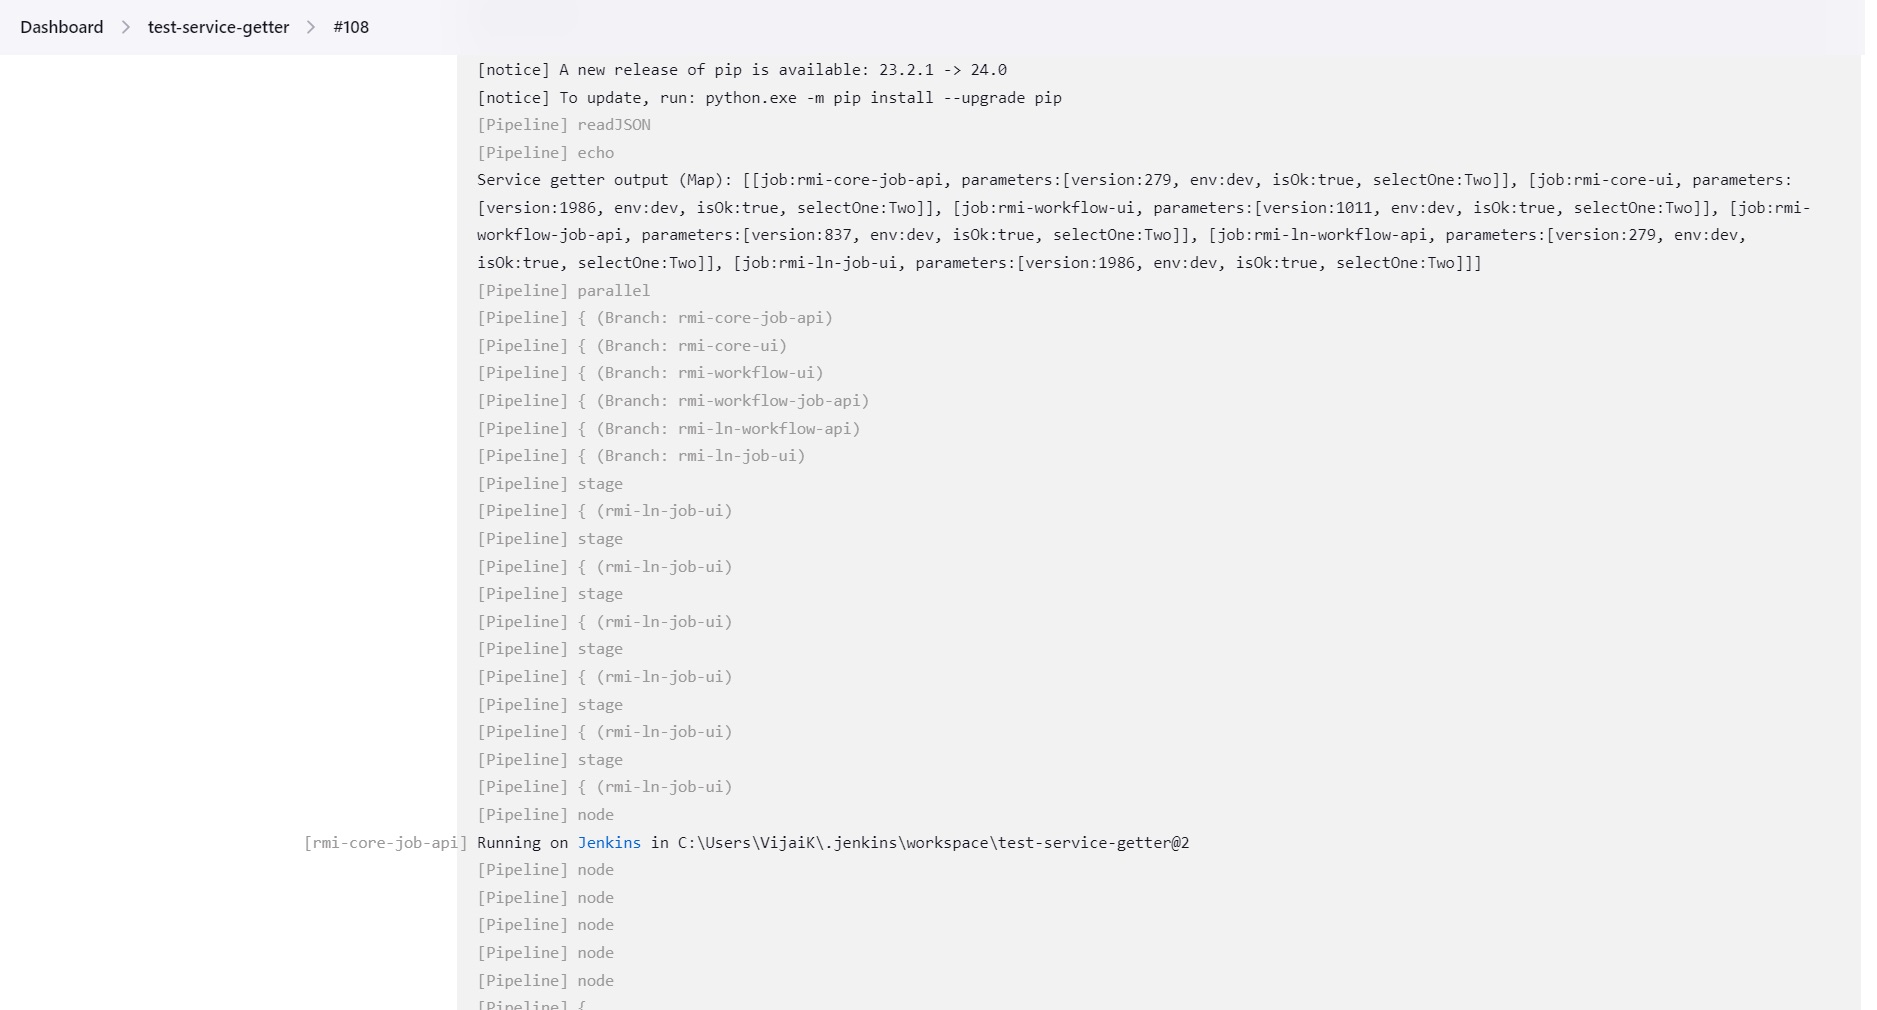 Dashboard > test-service-getter > #108
[notice] A new release of pip is available: 23.2.1 -> 24.0
[notice] To update, run: python.exe -m pip install --upgrade pip
[Pipeline] readJSON
[Pipeline] echo
Service getter output (Map): [[job:rmi-core-job-api, parameters:[version:279, env:dev, isOk:true, selectOne:Two]], [job:rmi-core-ui, parameters:
[version:1986, env:dev, isOk:true, selectOne:Two]], [job:rmi-workflow-ui, parameters:[version:1011, env:dev, isOk:true, selectOne:Two]], [job:rmi-
workflow-job-api, parameters:[version:837, env:dev, isOk:true, selectOne:Two]], [job:rmi-ln-workflow-api, parameters:[version:279, env:dev,
isOk:true, selectOne:Two]], [job:rmi-ln-job-ui, parameters:[version:1986, env:dev, isOk:true, selectOne:Two]]]
[Pipeline] parallel
[Pipeline] { (Branch: rmi-core-job-api)
[Pipeline] { (Branch: rmi-core-ui)
[Pipeline] { (Branch: rmi-workflow-ui)
[Pipeline] { (Branch: rmi-workflow-job-api)
[Pipeline] { (Branch: rmi-ln-workflow-api)
[Pipeline] { (Branch: rmi-ln-job-ui)
[Pipeline] stage
[Pipeline] { (rmi-ln-job-ui)
[Pipeline] stage
[Pipeline] { (rmi-ln-job-ui)
[Pipeline] stage
[Pipeline] { (rmi-ln-job-ui)
[Pipeline] stage
[Pipeline] { (rmi-ln-job-ui)
[Pipeline] stage
[Pipeline] { (rmi-ln-job-ui)
[Pipeline] stage
[Pipeline] { (rmi-ln-job-ui)
[Pipeline] node
[rmi-core-job-api] Running on Jenkins in C:\Users\VijaiK\.jenkins\workspace\test-service-getter@2
[Pipeline] node
[Pipeline] node
[Pipeline] node
[Pipeline] node
[Pipeline] node
[Pipeline] {